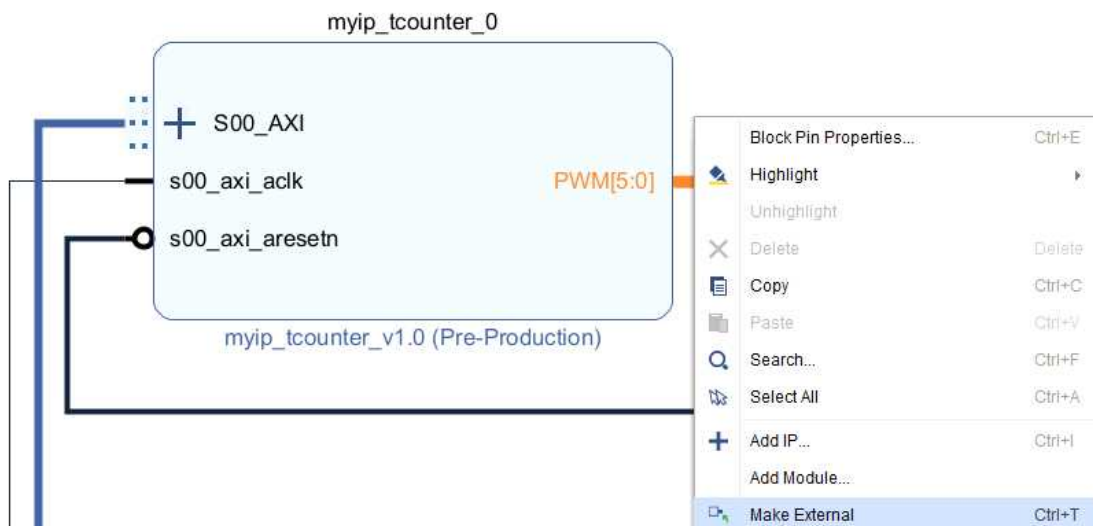 myip_tcounter_0
S00_AXI
s00_axi_aclk
PWM[5:0]
s00_axi_aresetn
myip_tcounter_v1.0 (Pre-Production)
Block Pin Properties... Ctrl+E
Highlight
Unhighlight
Delete Delete
Copy Ctrl+C
Paste Ctrl+V
Search... Ctrl+F
Select All Ctrl+A
Add IP... Ctrl+I
Add Module...
Make External Ctrl+T